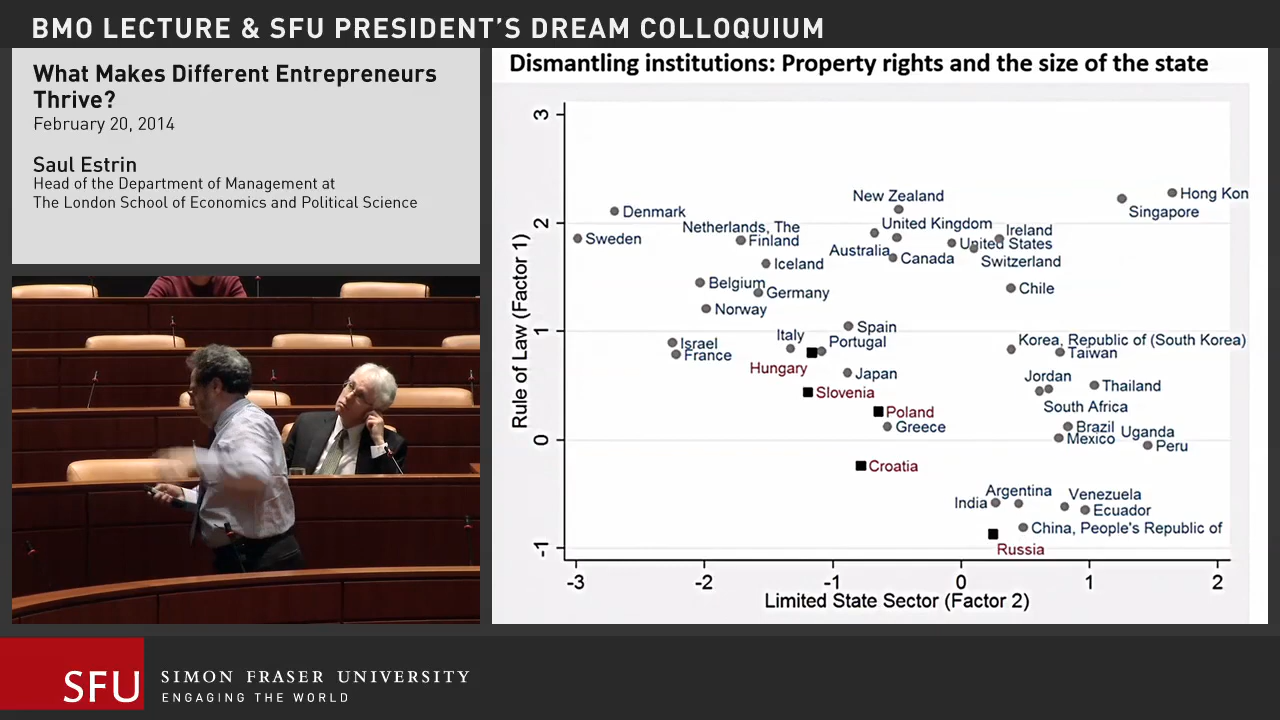 BMO LECTURE & SFU PRESIDENT'S DREAM COLLOQUIUM
What Makes Different Entrepreneurs
Thrive?
February 20, 2014
Saul Estrin
Head of the Department of Management at
The London School of Economics and Political Science
Dismantling institutions: Property rights and the size of the state
Rule of Law (Factor 1)
3
2
1
0
-1
Hong Kon
Singapore
New Zealand
Denmark
Netherlands, The
United Kingdom
Ireland
Sweden
Finland
United States
Australia
Canada
Switzerland
Iceland
Belgium
Germany
Chile
Norway
Spain
Italy
Portugal
Korea, Republic of (South Korea)
Israel
France
Taiwan
Hungary
Japan
Jordan
Thailand
Slovenia
South Africa
Poland
Greece
Brazil
Uganda
Mexico
Peru
Croatia
Argentina
Venezuela
India
Ecuador
China, People's Republic of
Russia
-3
-2
-1
0
1
2
Limited State Sector (Factor 2)
SFU
SIMON FRASER UNIVERSITY
ENGAGING THE WORLD